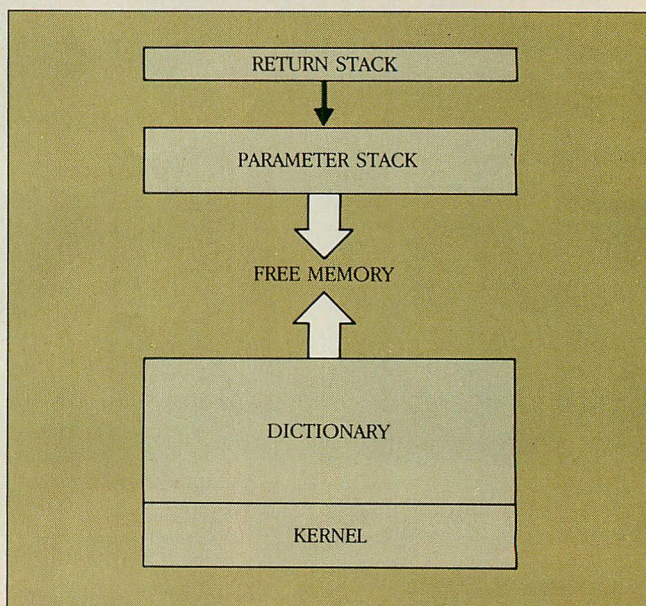 RETURN STACK
PARAMETER STACK
FREE MEMORY
DICTIONARY
KERNEL